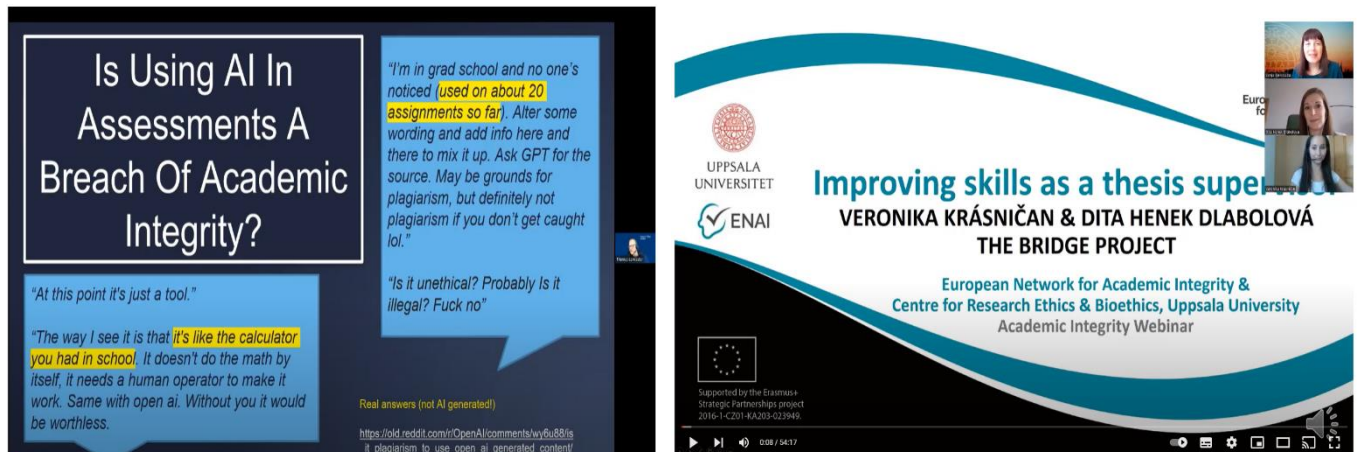 Is Using AI In
Assessments A
Breach Of Academic
Integrity?
"At this point it's just a tool."
"The way I see it is that it's like the calculator
you had in school. It doesn't do the math by
itself, it needs a human operator to make it
work. Same with open ai. Without you it would
be worthless.
"I'm in grad school and no one's
noticed (used on about 20
assignments so far). Alter some
wording and add info here and
there to mix it up. Ask GPT for the
source. May be grounds for
plagiarism, but definitely not
plagiarism if you don't get caught
lol."
"Is it unethical? Probably Is it
illegal? Fuck no"
Real answers (not AI generated!)
https://old.reddit.com/r/OpenAI/comments/wy6u88/is
it_plagiarism_to_use_open_ai_generated_content/
UPPSALA
UNIVERSITET
ENAI
Improving skills as a thesis
VERONIKA KRÁSNIČAN & DITA HENEK DLABOLOVÁ
THE BRIDGE PROJECT
European Network for Academic Integrity &
Centre for Research Ethics & Bioethics, Uppsala University
Academic Integrity Webinar
Supported by the Erasmus+
Strategic Partnerships project
2016-1-CZ01-KA203-023949.
0:08 / 54:17